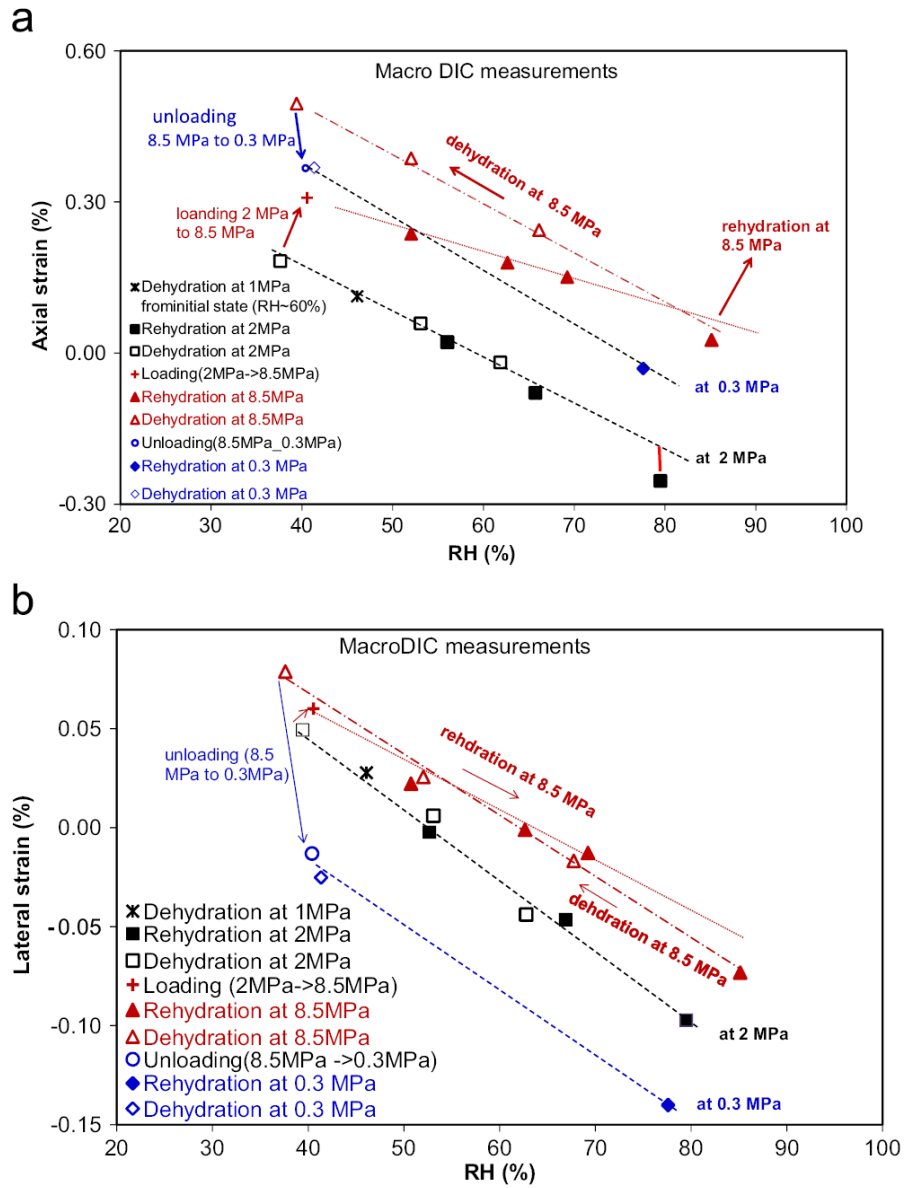 a
0.60
Macro DIC measurements
unloading
8.5 MPa to 0.3 MPa
dehydration at 8.5 MPa
0.30
loanding 2 MPa
to 8.5 MPa
rehydration at
8.5 MPa
Axial strain (%)
Dehydration at 1MPa
frominitial state (RH~60%)
Rehydration at 2MPa
0.00
Dehydration at 2MPa
Loading(2MPa->8.5MPa)
at 0.3 MPa
Rehydration at 8.5MPa
Dehydration at 8.5MPa
Unloading(8.5MPa_0.3MPa)
at 2 MPa
Rehydration at 0.3 MPa
Dehydration at 0.3 MPa
-0.30
20 30 40 50 60 70 80 90 100
RH (%)
b
0.10
MacroDIC measurements
0.05
unloading (8.5
MPa to 0.3MPa)
rehdration at 8.5 MPa
0.00
Lateral strain (%)
dehdration at 8.5 MPa
-0.05
Dehydration at 1MPa
Rehydration at 2MPa
Dehydration at 2MPa
Loading (2MPa->8.5MPa)
Rehydration at 8.5MPa
-0.10
at 2 MPa
Dehydration at 8.5MPa
Unloading(8.5MPa ->0.3MPa)
Rehydration at 0.3 MPa
at 0.3 MPa
Dehydration at 0.3 MPa
-0.15
20 30 40 50 60 70 80 90 100
RH (%)